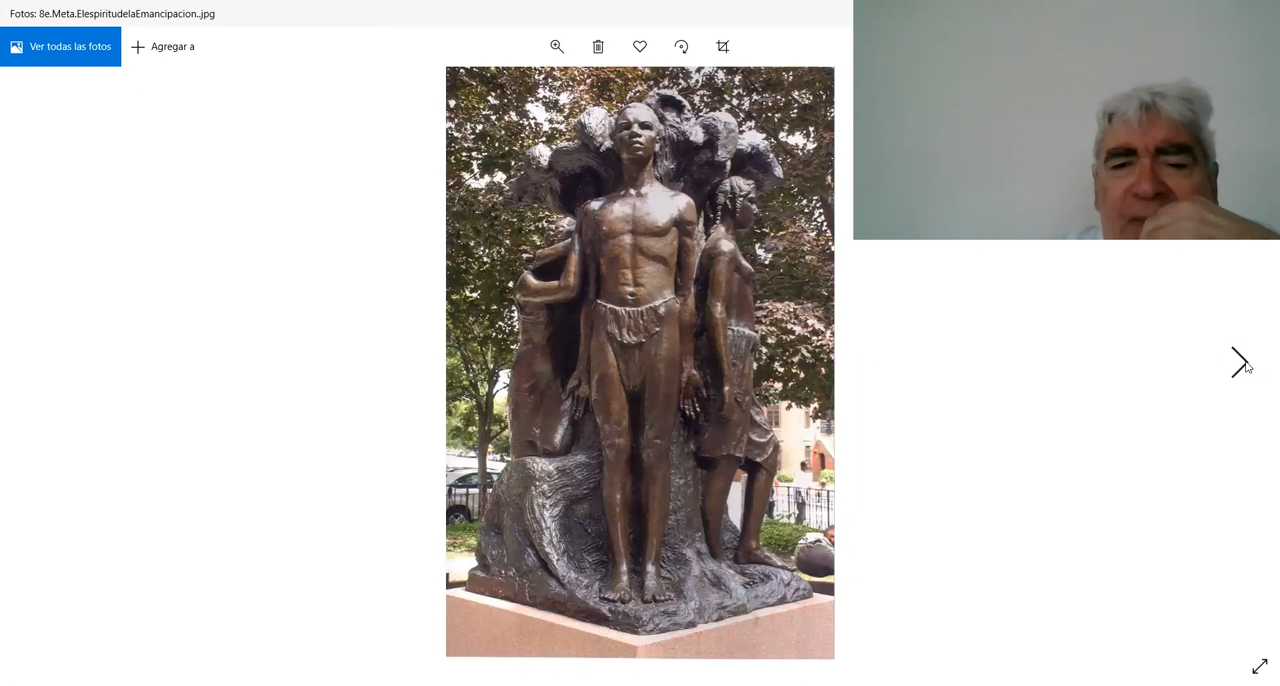 Fotos: 8e.Meta.ElespiritudelaEmancipacion..jpg
Ver todas las fotos
Agregar a